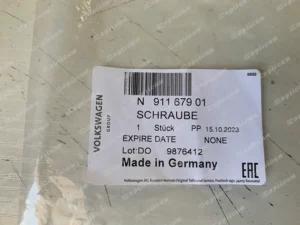 VOLKSWAGEN
GROUP
N 911 679 01
SCHRAUBE
1 Stück PP 15.10.2023
EXPIRE DATE NONE
Lot:DO 9876412
Made in Germany
EAC